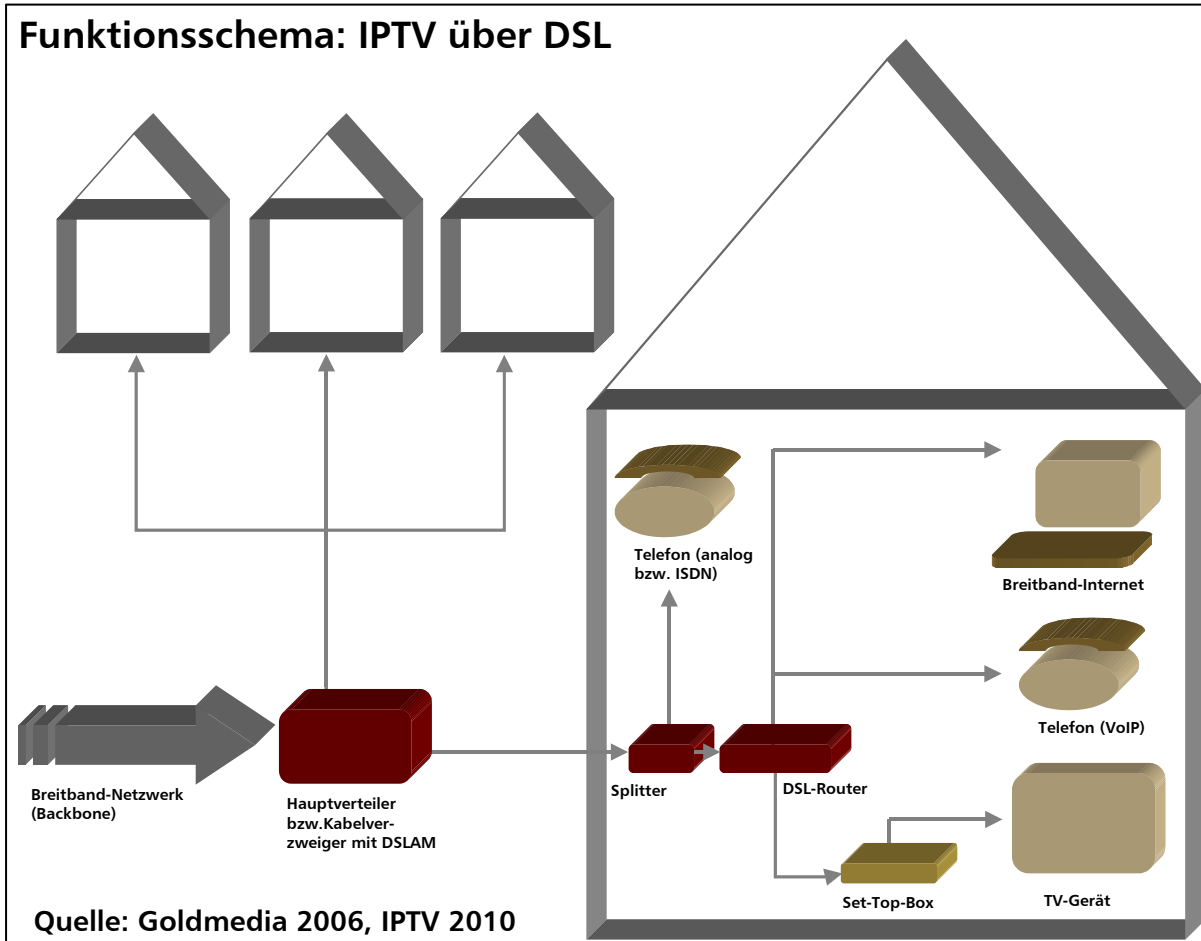 Funktionsschema: IPTV über DSL
Telefon (analog
bzw. ISDN)
Breitband-Internet
Telefon (VoIP)
Breitband-Netzwerk
(Backbone)
Hauptverteiler
bzw.Kabelver-
zweiger mit DSLAM
Splitter
DSL-Router
Set-Top-Box
TV-Gerät
Quelle: Goldmedia 2006, IPTV 2010